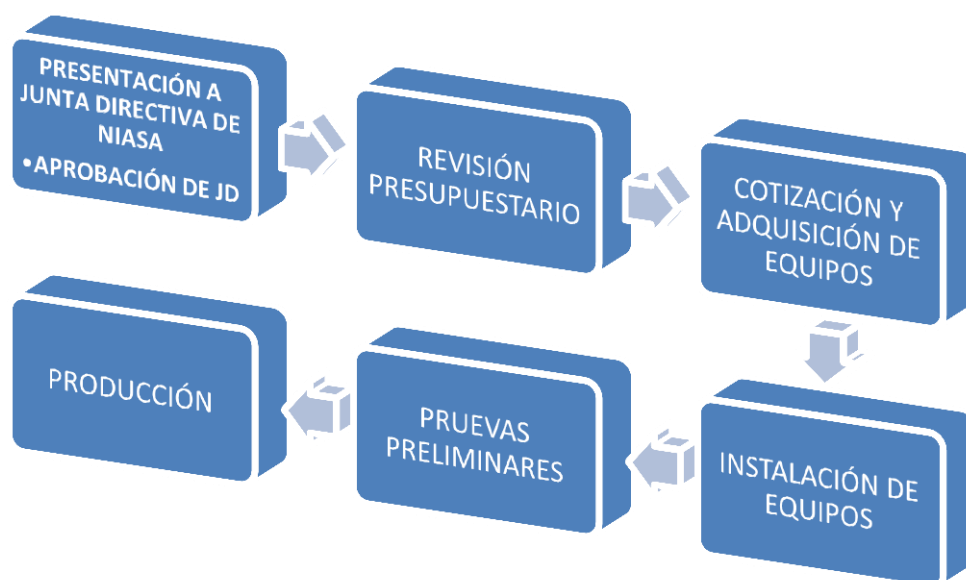 PRESENTACIÓN A
JUNTA DIRECTIVA DE
NIASA
•APROBACIÓN DE JD
REVISIÓN
PRESUPUESTARIO
COTIZACIÓN Y
ADQUISICIÓN DE
EQUIPOS
INSTALACIÓN DE
EQUIPOS
PRUEVAS
PRELIMINARES
PRODUCCIÓN